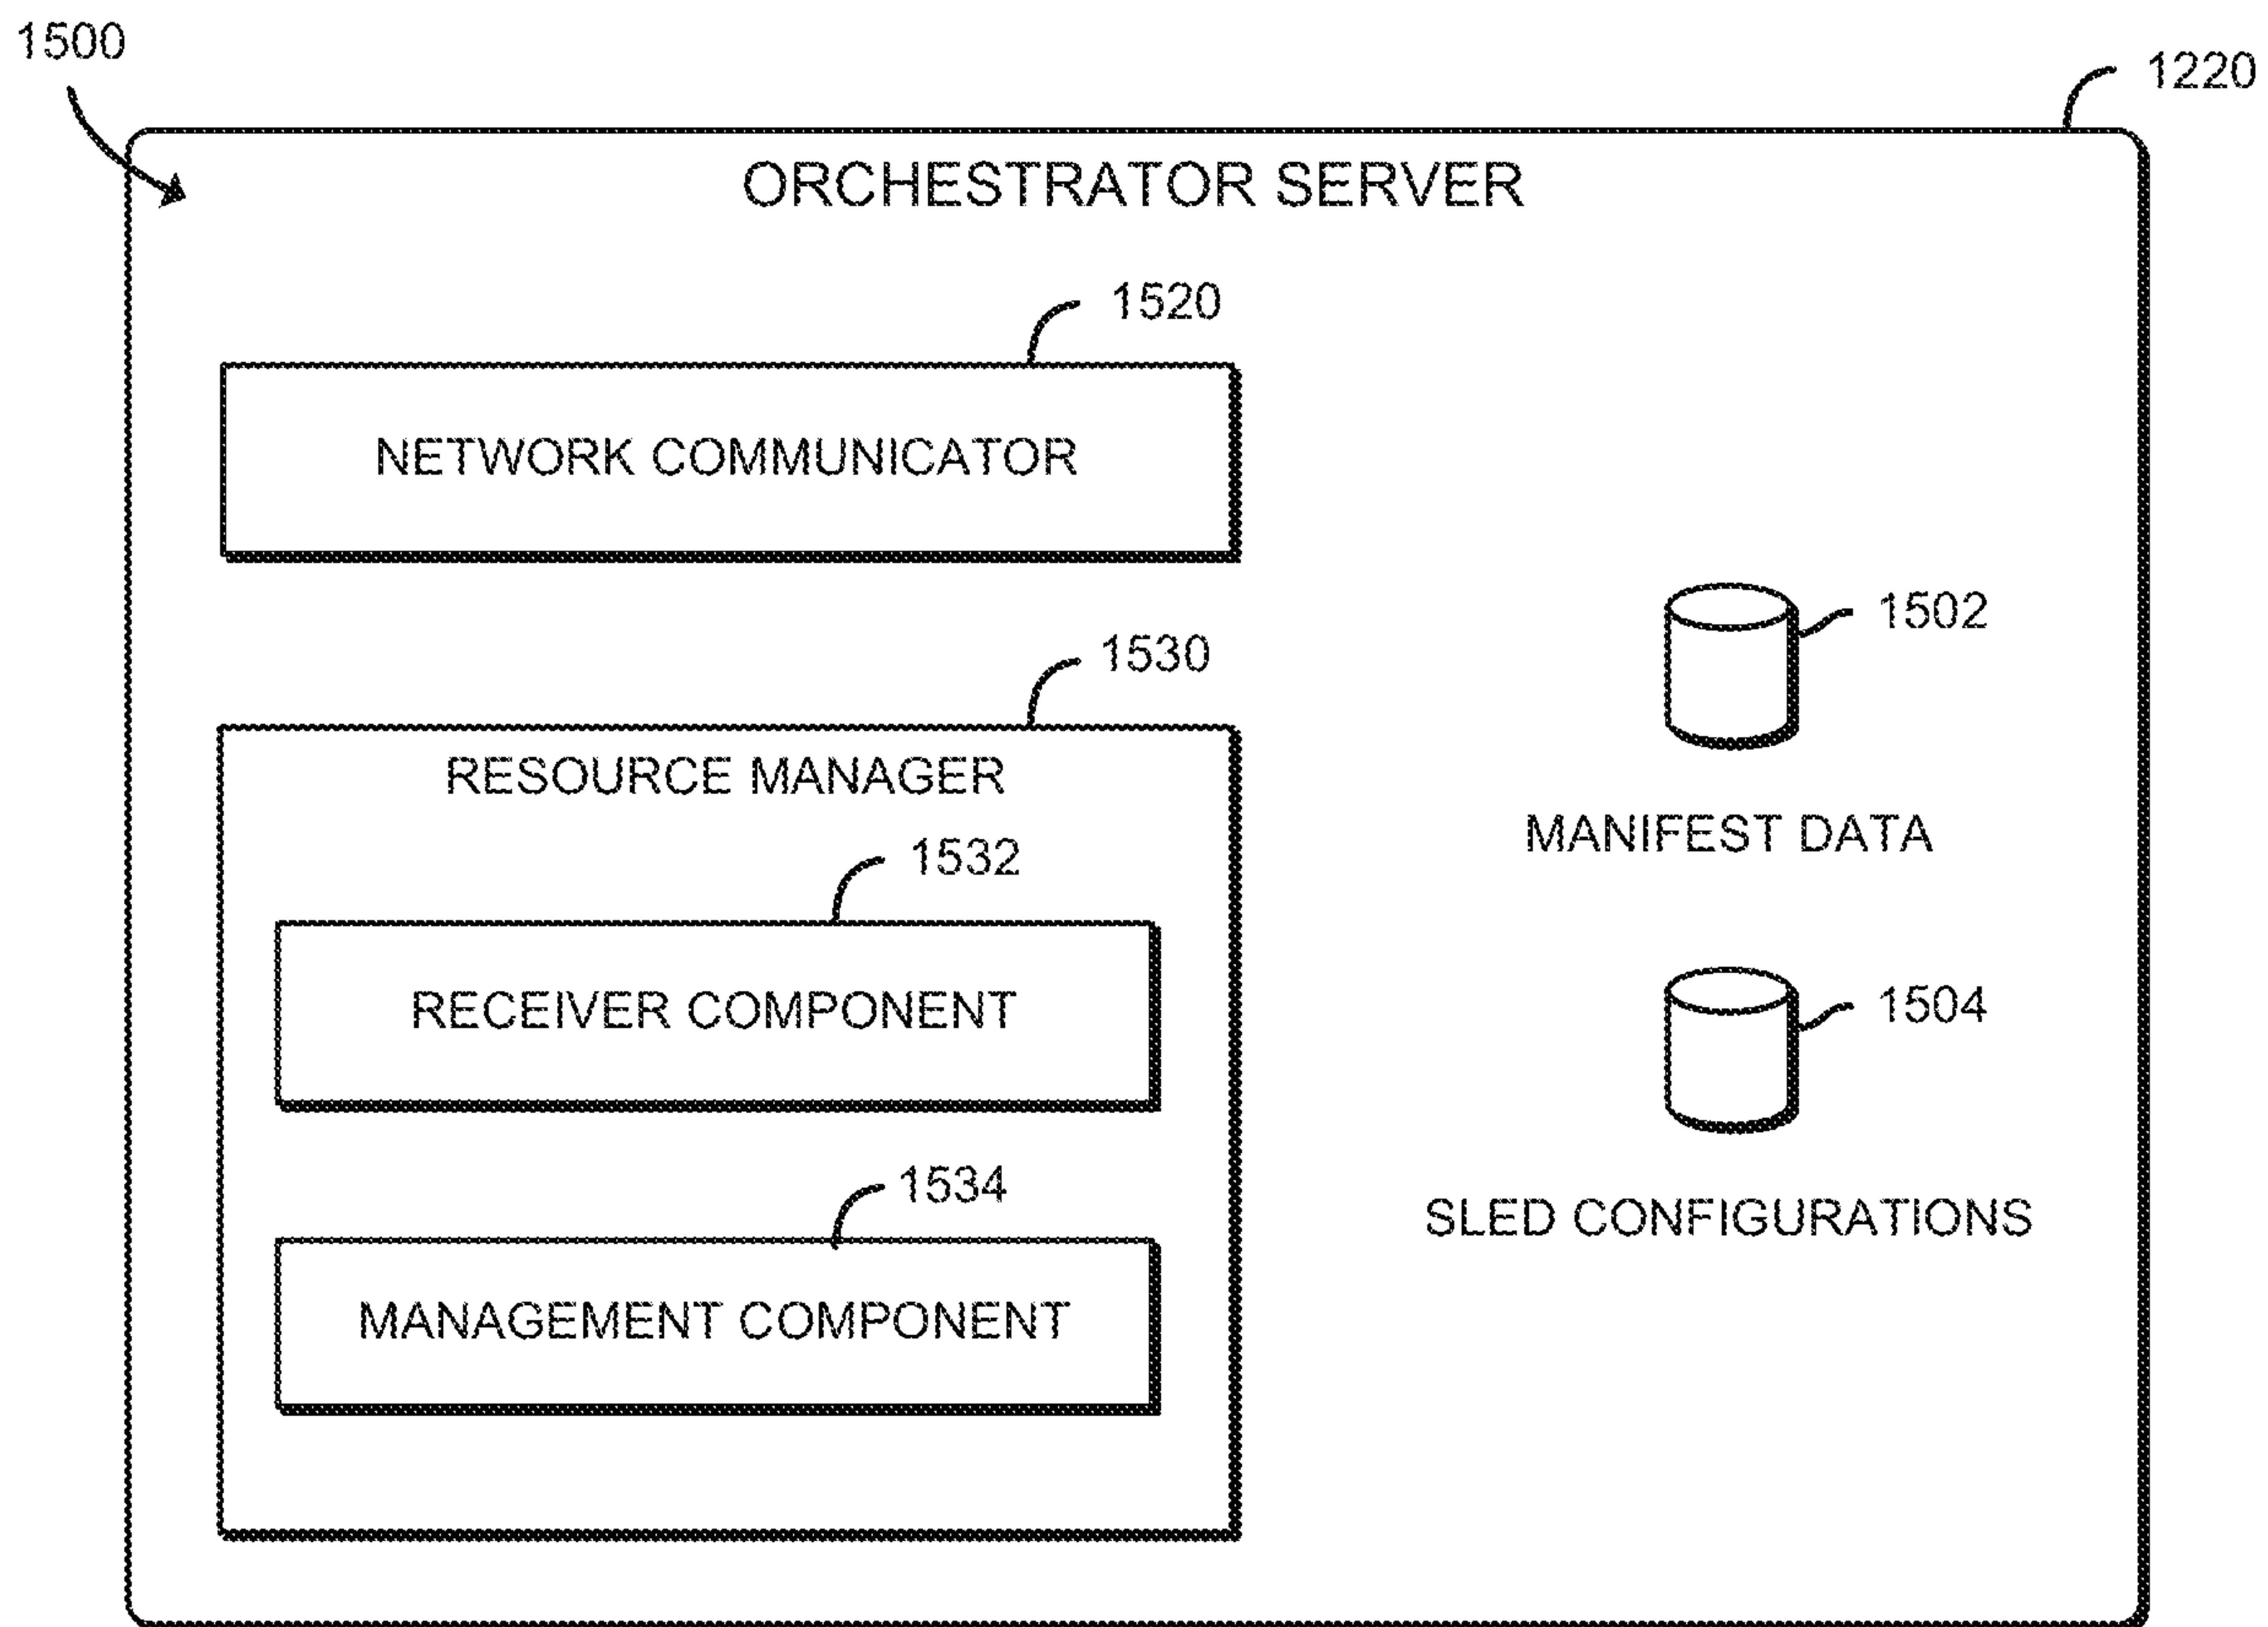 1500
1220
ORCHESTRATOR SERVER
1520
NETWORK COMMUNICATOR
1530
RESOURCE MANAGER
1532
RECEIVER COMPONENT
1534
MANAGEMENT COMPONENT
1502
MANIFEST DATA
1504
SLED CONFIGURATIONS